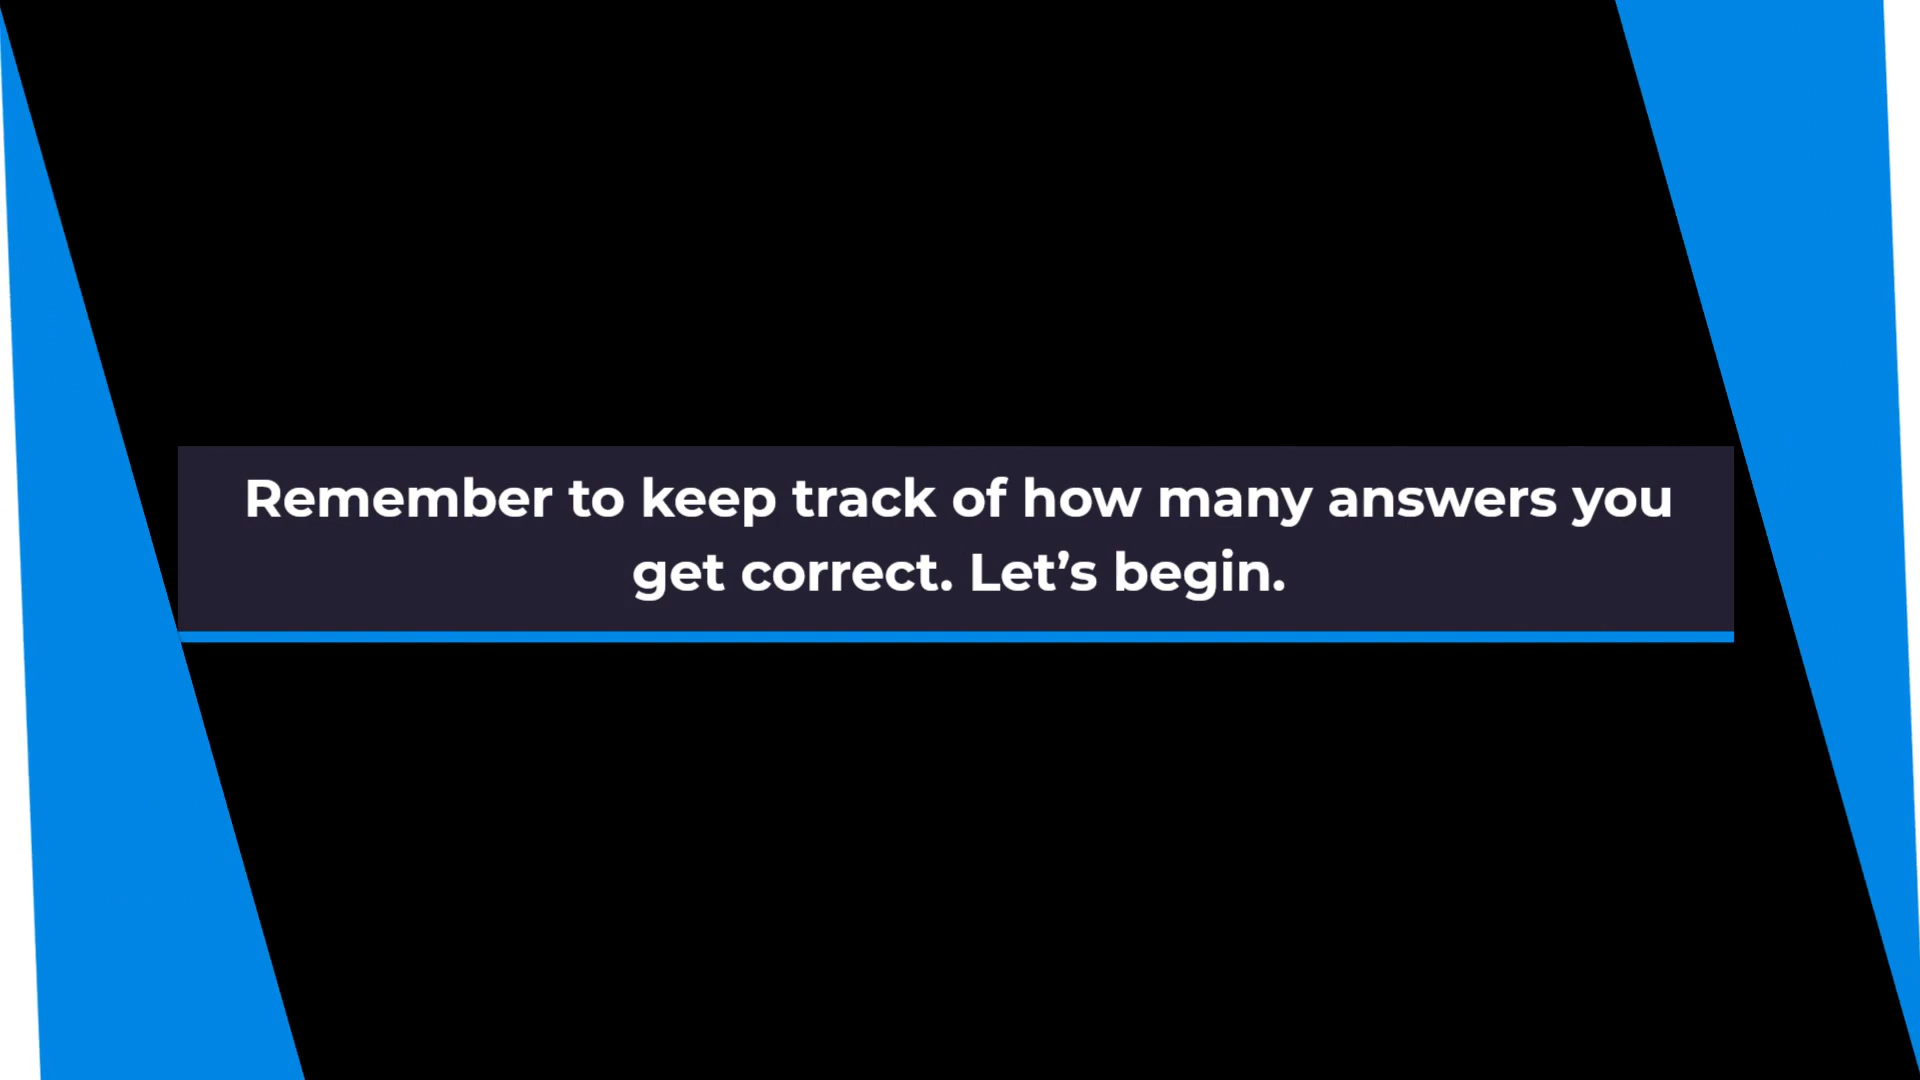 Remember to keep track of how many answers you
get correct. Let’s begin.